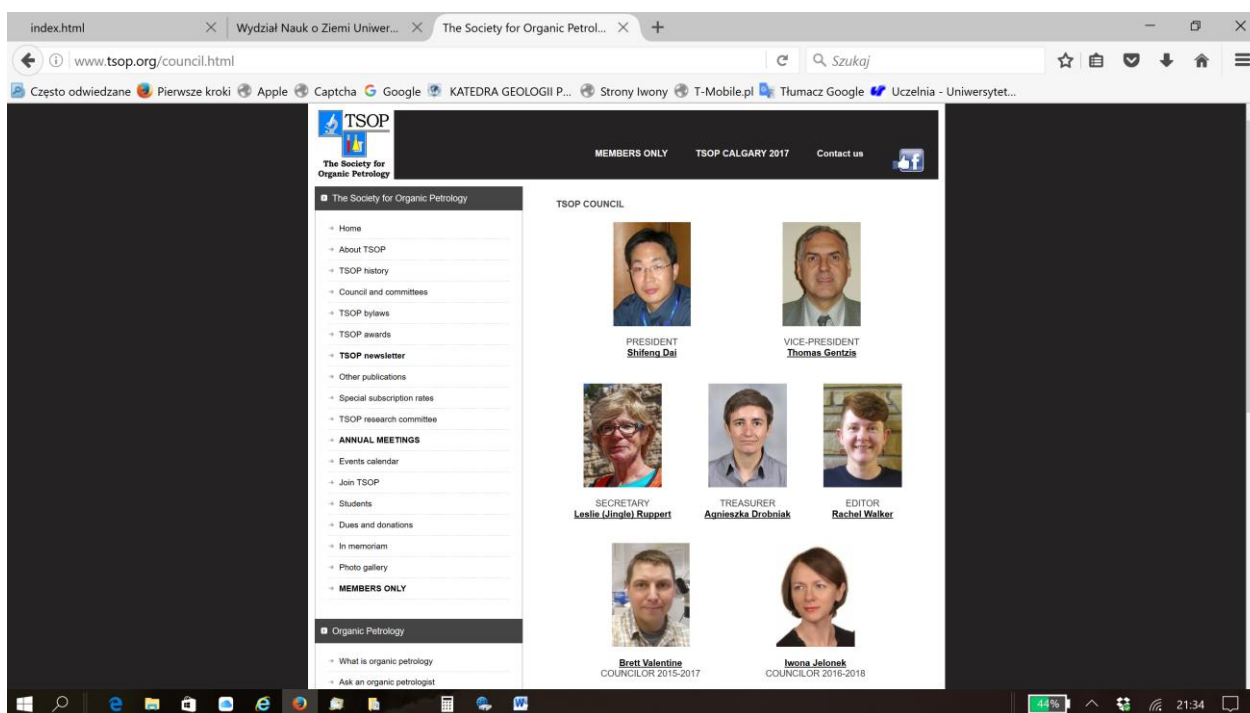 index.html
Wydział Nauk o Ziemi Uniwer...
The Society for Organic Petrol...
www.tsop.org/council.html
Szukaj
Często odwiedzane Pierwsze kroki Apple Captcha Google KATEDRA GEOLOGII P... Strony Iwony T-Mobile.pl Tłumacz Google Uczelnia - Uniwersytet...
TSOP
The Society for
Organic Petrology
MEMBERS ONLY TSOP CALGARY 2017 Contact us
The Society for Organic Petrology
Home
About TSOP
TSOP history
Council and committees
TSOP bylaws
TSOP awards
TSOP newsletter
Other publications
Special subscription rates
TSOP research committee
ANNUAL MEETINGS
Events calendar
Join TSOP
Students
Dues and donations
In memoriam
Photo gallery
MEMBERS ONLY
Organic Petrology
What is organic petrology
Ask an organic petrologist
TSOP COUNCIL
PRESIDENT
Shifeng Dai
VICE-PRESIDENT
Thomas Gentzis
SECRETARY
Leslie (Jingle) Ruppert
TREASURER
Agnieszka Drobniak
EDITOR
Rachel Walker
Brett Valentine
COUNCILOR 2015-2017
Iwona Jelonek
COUNCILOR 2016-2018
44%
21:34